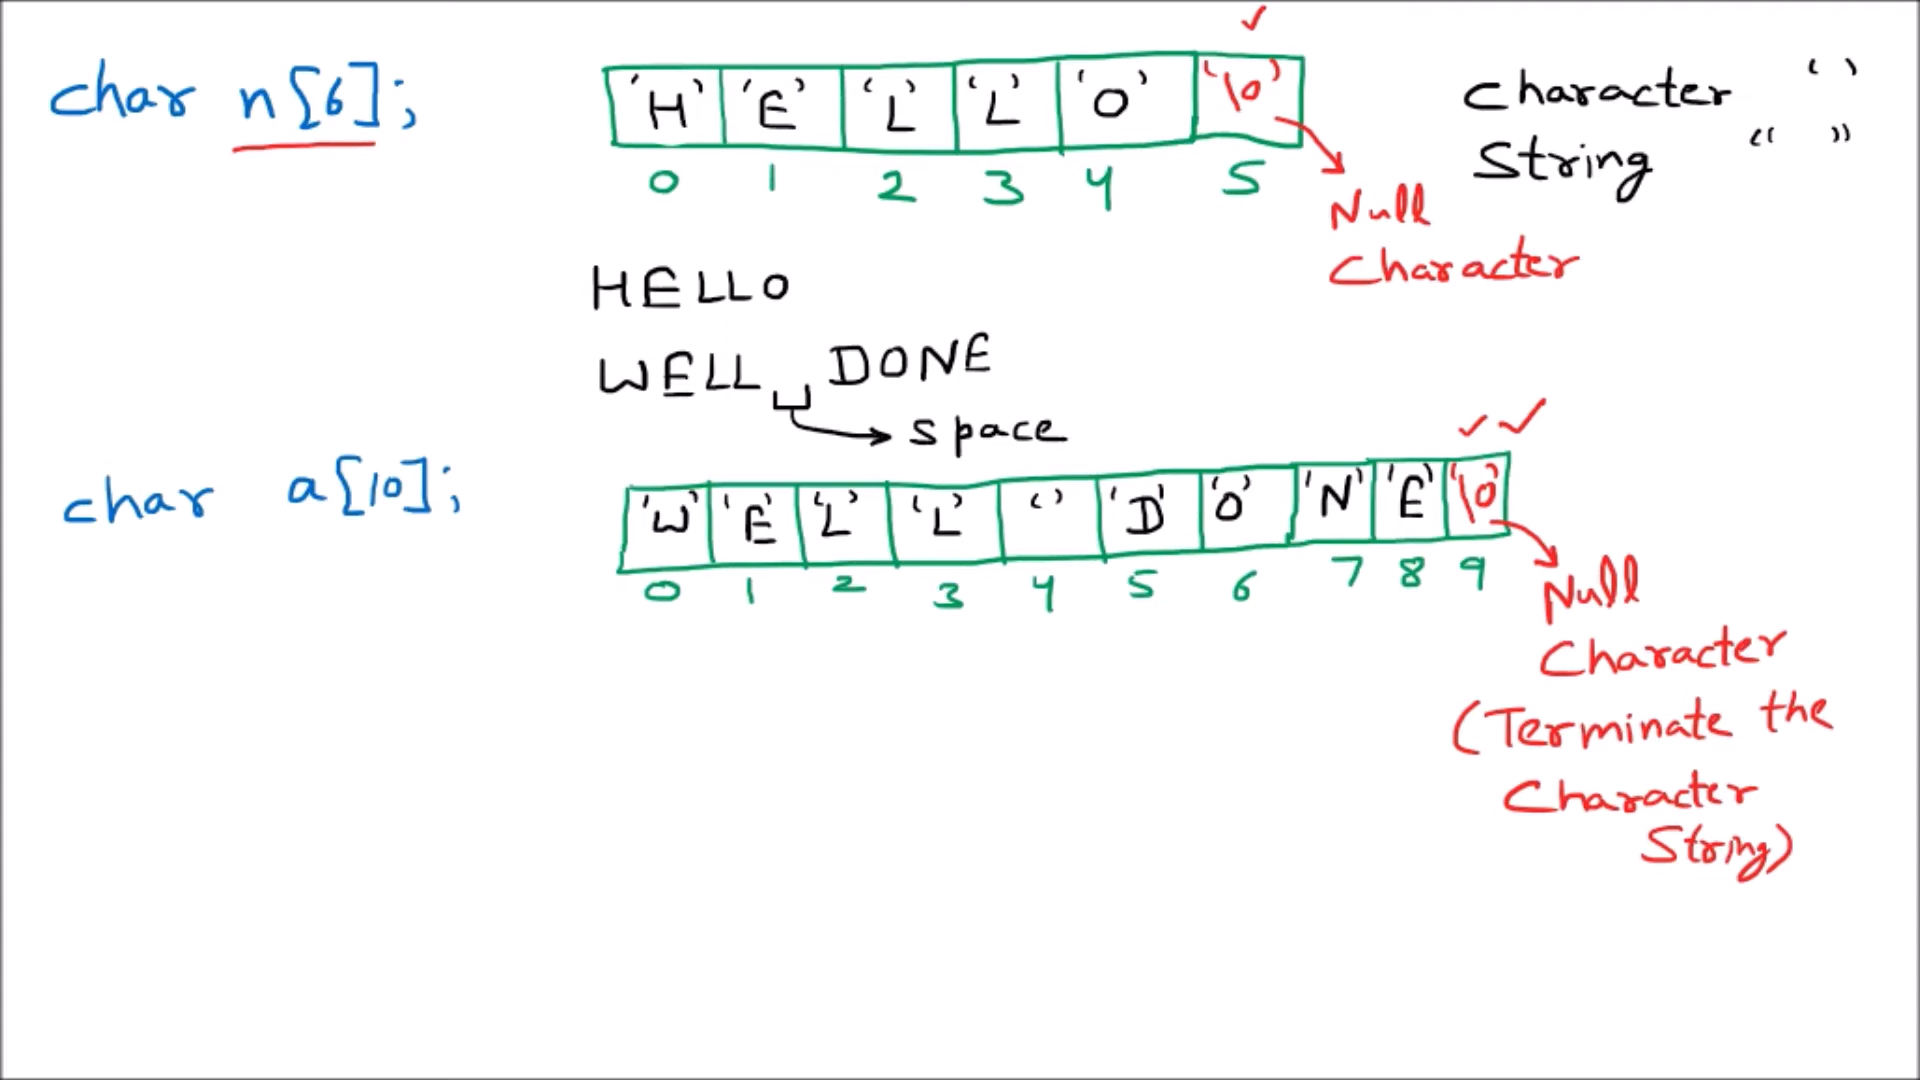 char n[6];
'H' 'E' 'L' 'L' 'O' '\0'
0 1 2 3 4 5
Character ' '
String " "
Null
Character
HELLO
WELL DONE
space
char a[10];
'W' 'E' 'L' 'L' ' ' 'D' 'O' 'N' 'E' '\0'
0 1 2 3 4 5 6 7 8 9
Null
Character
(Terminate the
Character
String)